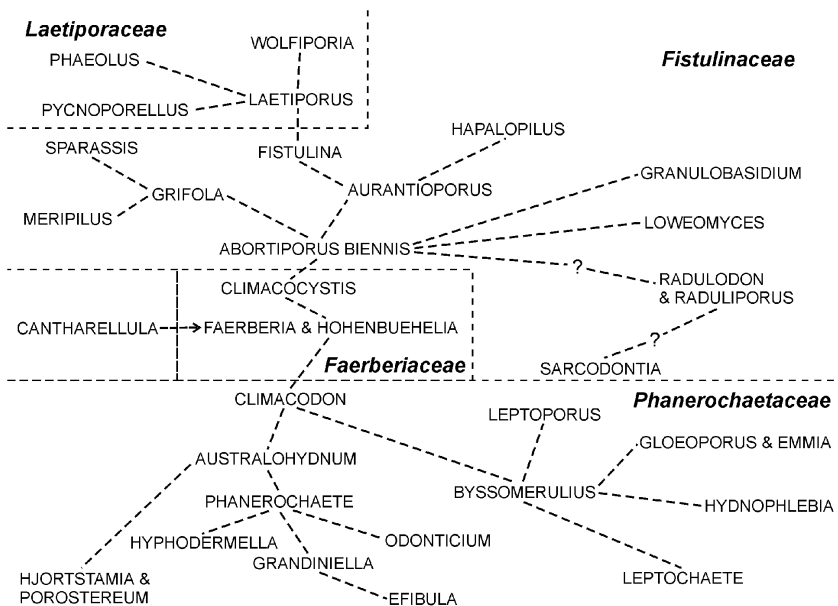 Laetiporaceae
WOLFIPORIA
PHAEOLUS
Fistulinaceae
LAETIPORUS
PYCNOPORELLUS
HAPALOPILUS
SPARASSIS
FISTULINA
GRANULOBASIDIUM
AURANTIOPORUS
GRIFOLA
MERIPILUS
LOWEOMYCES
ABORTIPORUS BIENNIS
?
RADULODON
& RADULIPORUS
CLIMACOCYSTIS
CANTHARELLULA
FAERBERIA & HOHENBUEHELIA
?
Faerberiaceae
SARCODONTIA
CLIMACODON
Phanerochaetaceae
LEPTOPORUS
GLOEOPORUS & EMMIA
AUSTRALOHYDNUM
BYSSOMERULIUS
PHANEROCHAETE
HYDNOPHLEBIA
HYPHODERMELLA
ODONTICIUM
GRANDINIELLA
HJORTSTAMIA &
POROSTEREUM
LEPTOCHAETE
EFIBULA